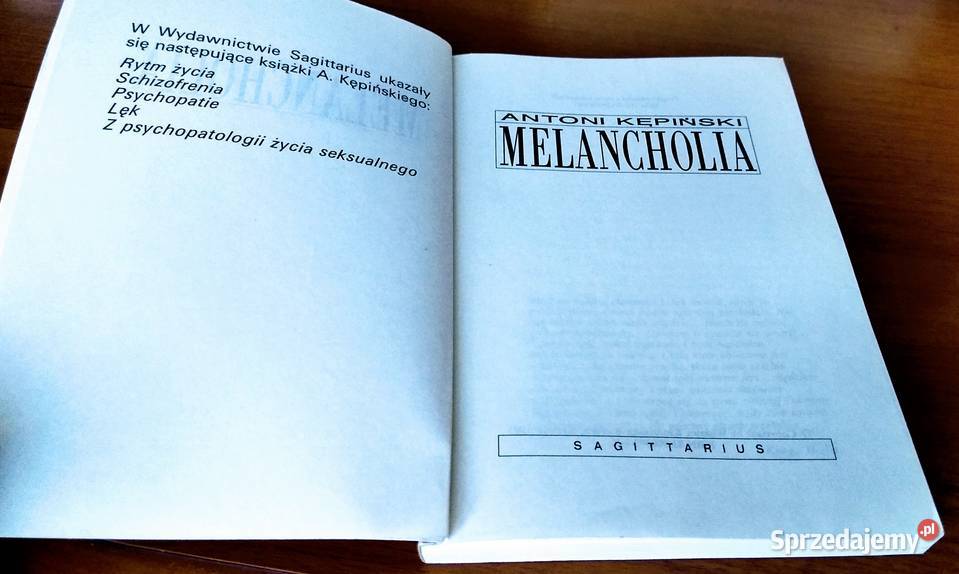 W Wydawnictwie Sagittarius ukazały
się następujące książki A. Kępińskiego:
Rytm życia
Schizofrenia
Psychopatie
Lęk
Z psychopatologii życia seksualnego
ANTONI KĘPIŃSKI
MELANCHOLIA
SAGITTARIUS
Sprzedajemy.pl